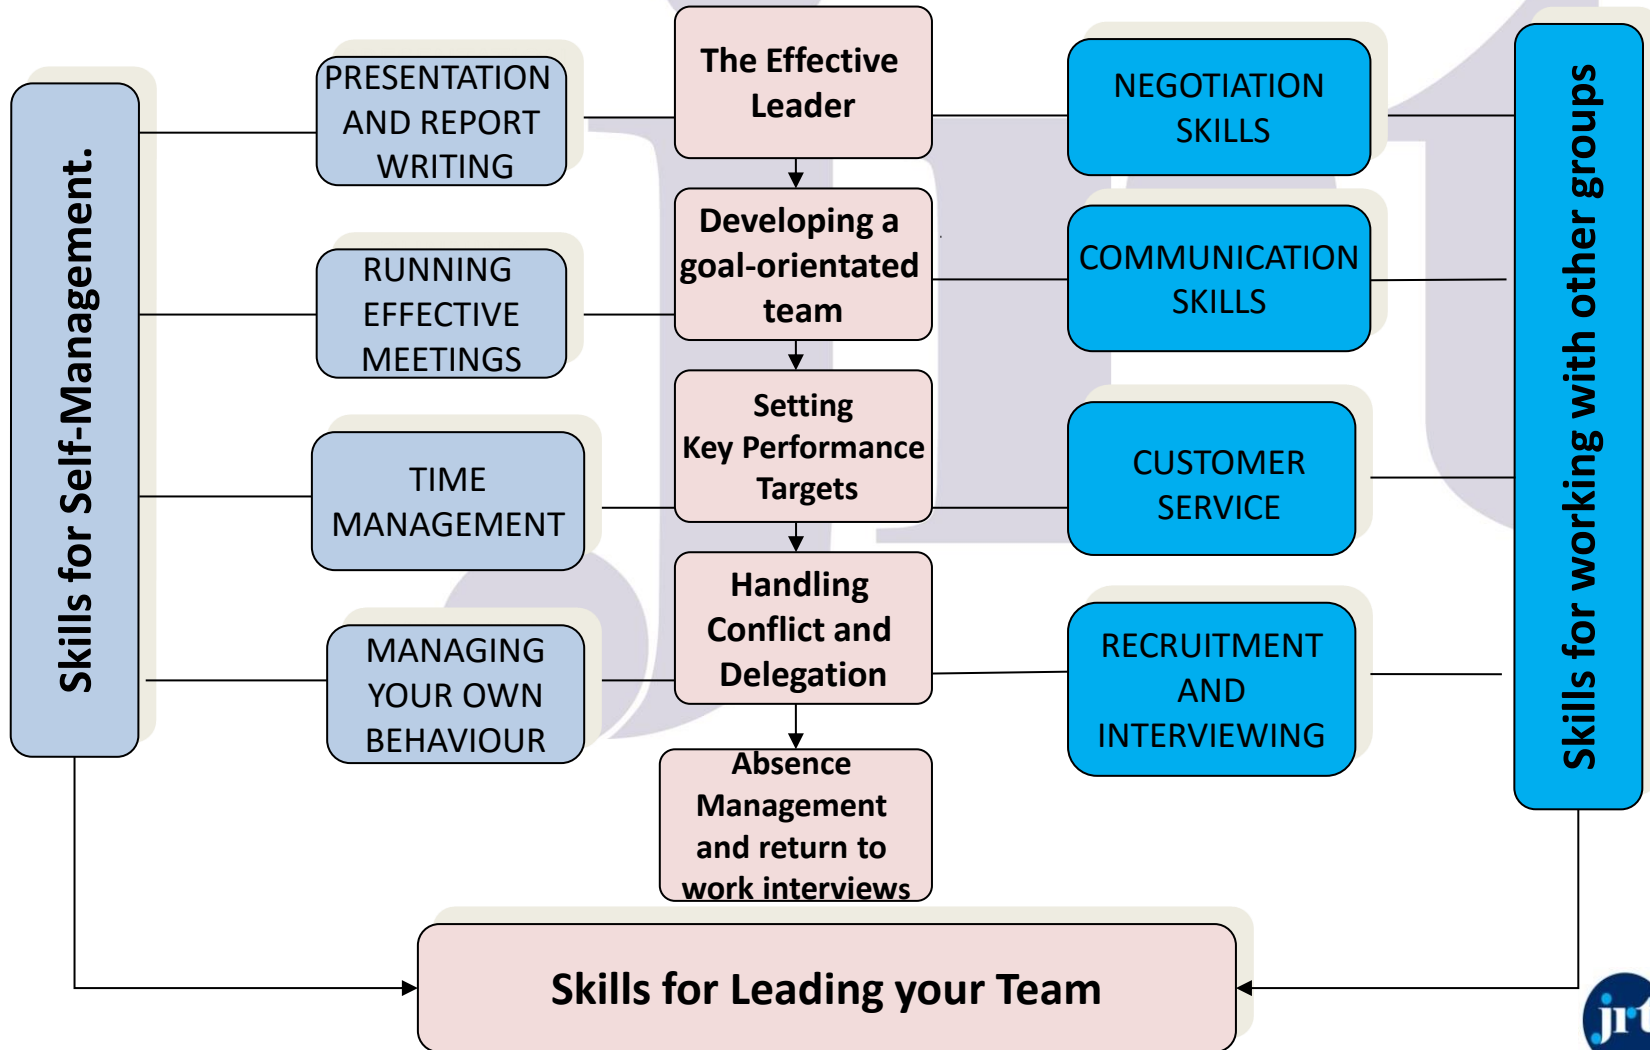 Skills for Self-Management.
PRESENTATION
AND REPORT
WRITING
RUNNING
EFFECTIVE
MEETINGS
TIME
MANAGEMENT
MANAGING
YOUR OWN
BEHAVIOUR
The Effective
Leader
Developing a
goal-orientated
team
Setting
Key Performance
Targets
Handling
Conflict and
Delegation
Absence
Management
and return to
work interviews
NEGOTIATION
SKILLS
COMMUNICATION
SKILLS
CUSTOMER
SERVICE
RECRUITMENT
AND
INTERVIEWING
Skills for working with other groups
Skills for Leading your Team
jrt